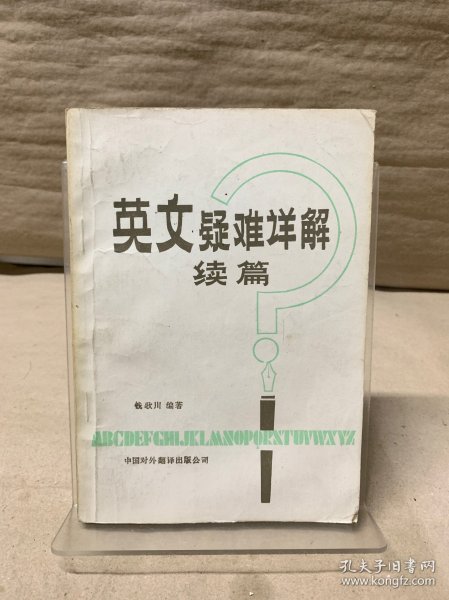 英文疑难详解
续篇
钱歌川 编著
ABCDEFGHIJKLMNOPQRSTUVWXYZ
中国对外翻译出版公司
孔夫子旧书网
www.kongfz.com